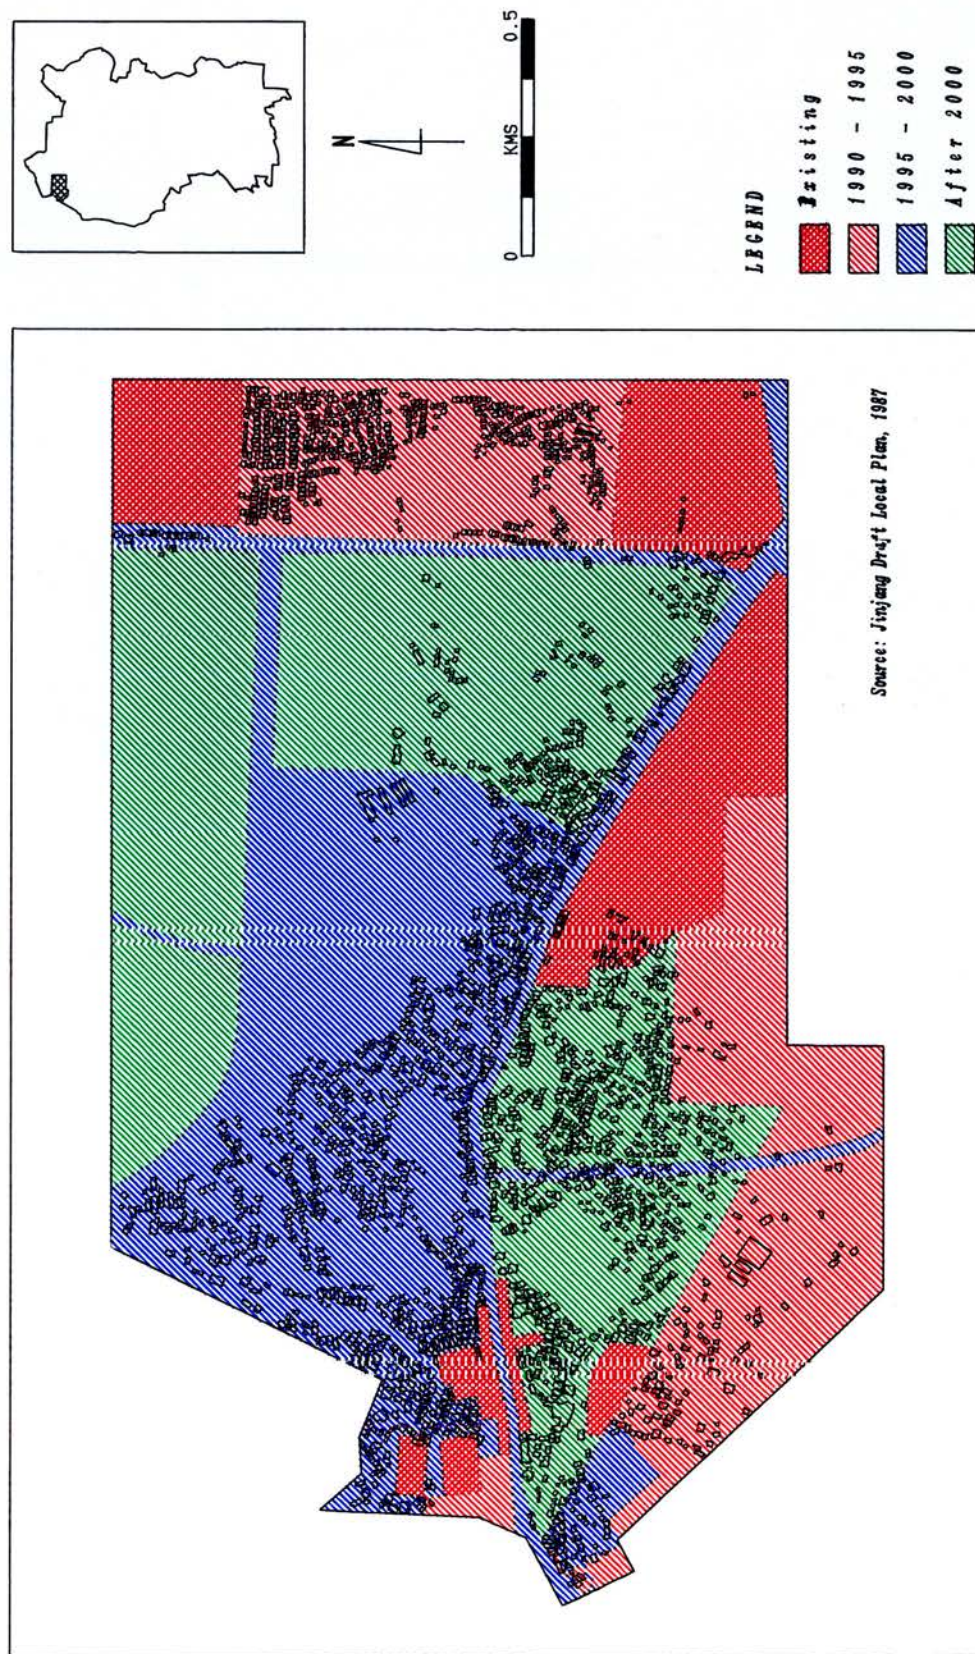 N
0 KMS 0.5
LEGEND
Existing
1990 - 1995
1995 - 2000
After 2000
Source: Jinjang Draft Local Plan, 1987